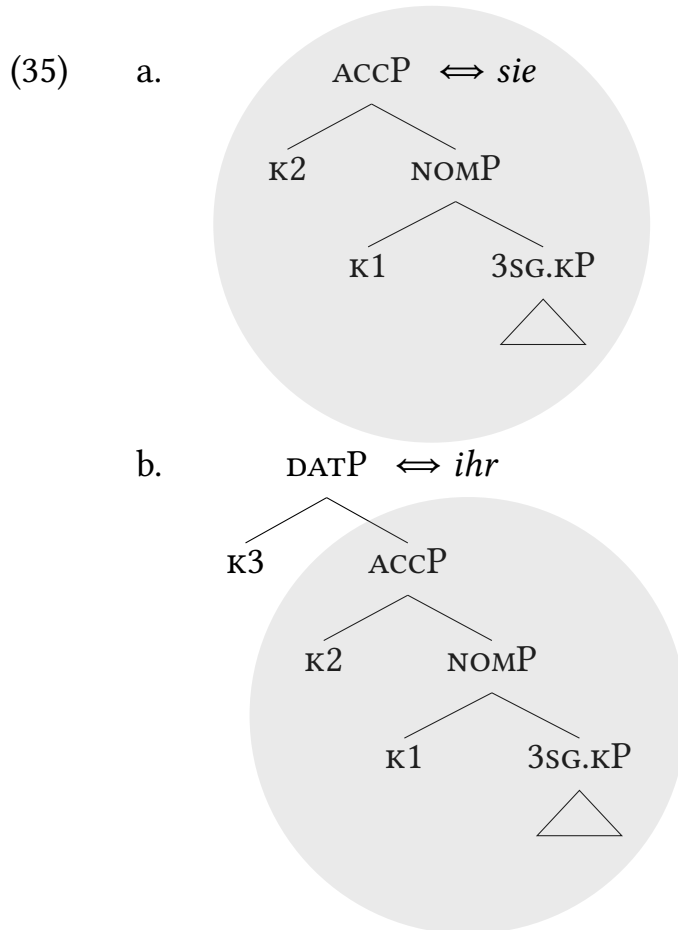 (35) a. ACCP ⟺ sie
K2 NOMP
K1 3SG.KP
b. DATP ⟺ ihr
K3 ACCP
K2 NOMP
K1 3SG.KP